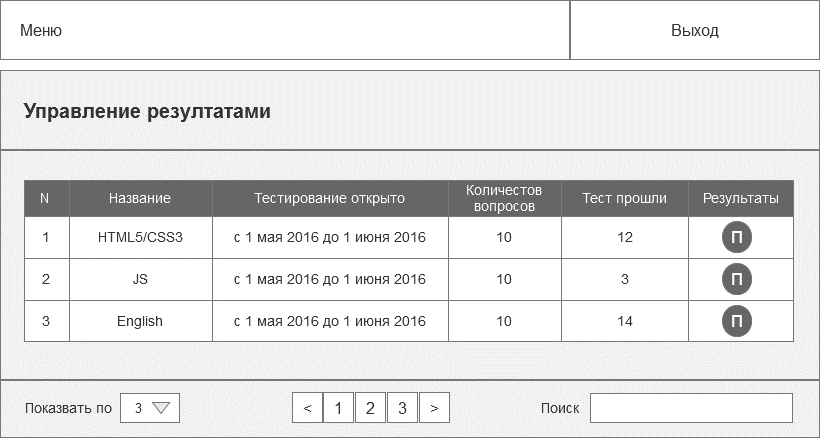 Меню Выход
Управление резултатами
N Название Тестирование открыто Количестов вопросов Тест прошли Результаты
1 HTML5/CSS3 с 1 мая 2016 до 1 июня 2016 10 12 П
2 JS с 1 мая 2016 до 1 июня 2016 10 3 П
3 English с 1 мая 2016 до 1 июня 2016 10 14 П
Показвать по 3 < 1 2 3 > Поиск